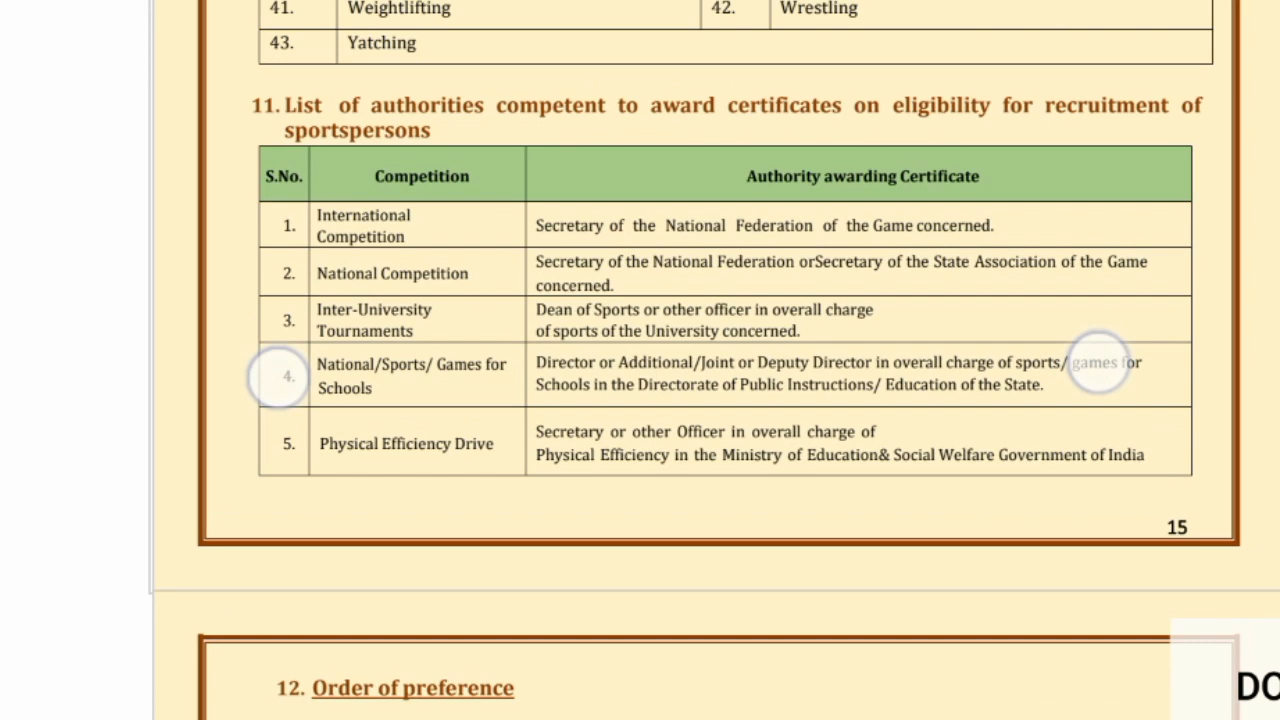 41. Weightlifting 42. Wrestling
43. Yatching
11. List of authorities competent to award certificates on eligibility for recruitment of
sportspersons
S.No. Competition Authority awarding Certificate
1. International
Competition
Secretary of the National Federation of the Game concerned.
2. National Competition
Secretary of the National Federation orSecretary of the State Association of the Game
concerned.
3. Inter-University
Tournaments
Dean of Sports or other officer in overall charge
of sports of the University concerned.
4. National/Sports/ Games for
Schools
Director or Additional/Joint or Deputy Director in overall charge of sports/ games for
Schools in the Directorate of Public Instructions/ Education of the State.
5. Physical Efficiency Drive
Secretary or other Officer in overall charge of
Physical Efficiency in the Ministry of Education& Social Welfare Government of India
15
12. Order of preference
DO